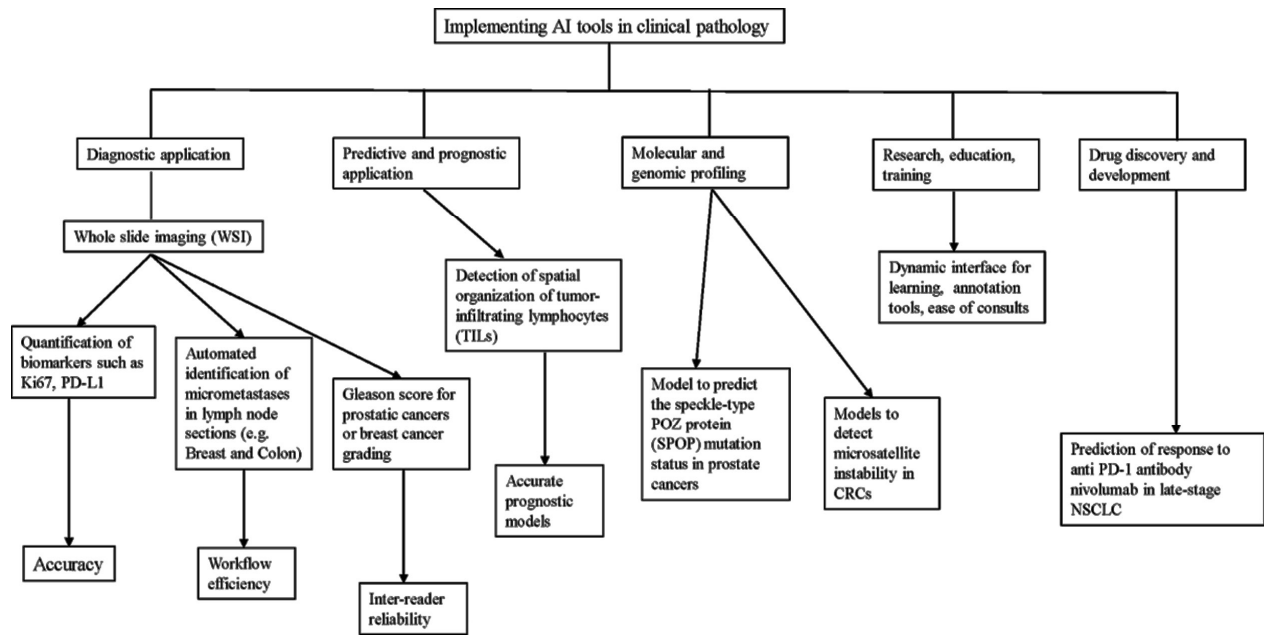 Implementing AI tools in clinical pathology
Diagnostic application
Predictive and prognostic
application
Molecular and
genomic profiling
Research, education,
training
Drug discovery and
development
Whole slide imaging (WSI)
Detection of spatial
organization of tumor-
infiltrating lymphocytes
(TILs)
Dynamic interface for
learning, annotation
tools, ease of consults
Quantification of
biomarkers such as
Ki67, PD-L1
Automated
identification of
micrometastases
in lymph node
sections (e.g.
Breast and Colon)
Gleason score for
prostatic cancers
or breast cancer
grading
Model to predict
the speckle-type
POZ protein
(SPOP) mutation
status in prostate
cancers
Models to
detect
microsatellite
instability in
CRCs
Prediction of response to
anti PD-1 antibody
nivolumab in late-stage
NSCLC
Accurate
prognostic
models
Accuracy
Workflow
efficiency
Inter-reader
reliability